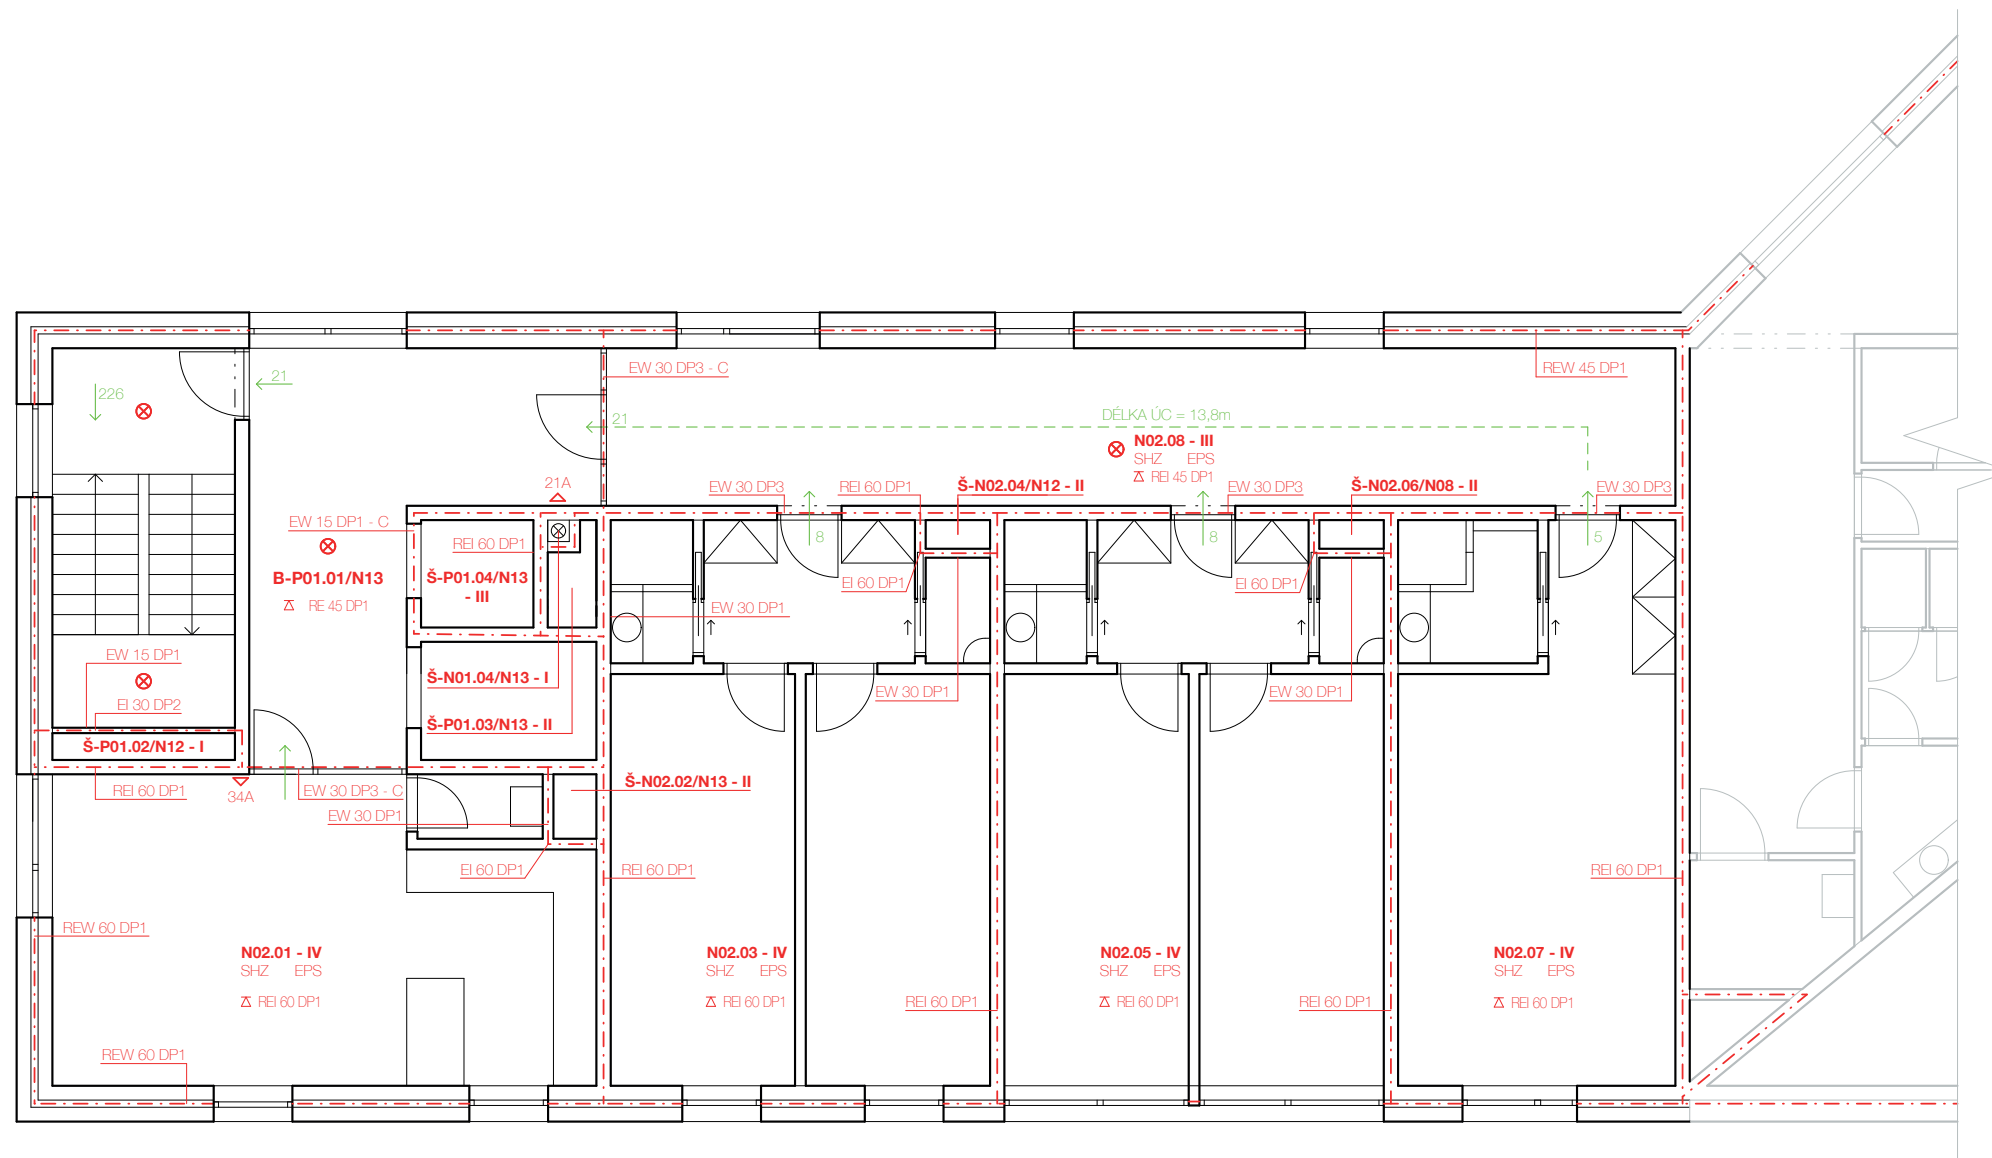 EW 30 DP3 - C
REW 45 DP1
21
226
21
DÉLKA ÚC = 13,8m
N02.08 - III
SHZ EPS
REI 45 DP1
21A
EW 30 DP3
REI 60 DP1
Š-N02.04/N12 - II
EW 30 DP3
Š-N02.06/N08 - II
EW 30 DP3
EW 15 DP1 - C
REI 60 DP1
8
8
5
B-P01.01/N13
RE 45 DP1
Š-P01.04/N13
- III
EI 60 DP1
EI 60 DP1
EW 30 DP1
EW 15 DP1
EI 30 DP2
Š-N01.04/N13 - I
EW 30 DP1
EW 30 DP1
Š-P01.03/N13 - II
Š-P01.02/N12 - I
Š-N02.02/N13 - II
REI 60 DP1
34A
EW 30 DP3 - C
EW 30 DP1
EI 60 DP1
REI 60 DP1
REI 60 DP1
REW 60 DP1
N02.01 - IV
SHZ EPS
REI 60 DP1
N02.03 - IV
SHZ EPS
REI 60 DP1
REI 60 DP1
N02.05 - IV
SHZ EPS
REI 60 DP1
REI 60 DP1
N02.07 - IV
SHZ EPS
REI 60 DP1
REW 60 DP1